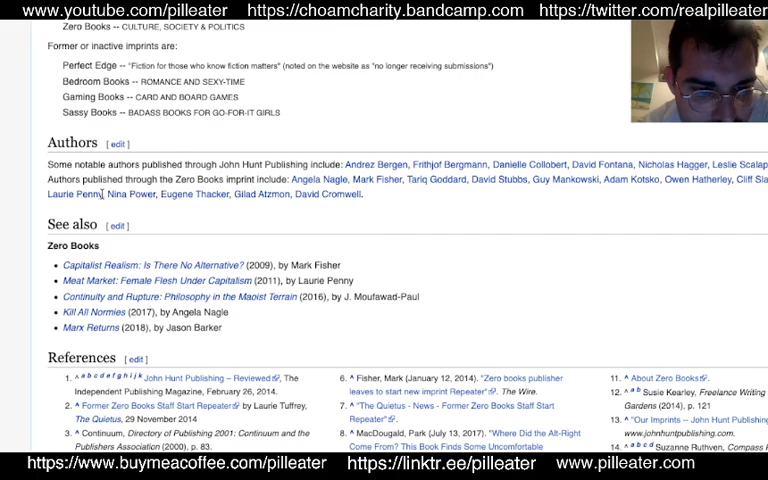 www.youtube.com/pilleater https://choamcharity.bandcamp.com https://twitter.com/realpilleater
Zero Books -- CULTURE, SOCIETY & POLITICS
Former or inactive imprints are:
Perfect Edge -- "Fiction for those who know fiction matters" (noted on the website as "no longer receiving submissions")
Bedroom Books -- ROMANCE AND SEXY-TIME
Gaming Books -- CARD AND BOARD GAMES
Sassy Books -- BADASS BOOKS FOR GO-FOR-IT GIRLS
Authors [ edit ]
Some notable authors published through John Hunt Publishing include: Andrez Bergen, Frithjof Bergmann, Danielle Collobert, David Fontana, Nicholas Hagger, Leslie Scalap
Authors published through the Zero Books imprint include: Angela Nagle, Mark Fisher, Tariq Goddard, David Stubbs, Guy Mankowski, Adam Kotsko, Owen Hatherley, Cliff Sla
Laurie Penny, Nina Power, Eugene Thacker, Gilad Atzmon, David Cromwell.
See also [ edit ]
Zero Books
• Capitalist Realism: Is There No Alternative? (2009), by Mark Fisher
• Meat Market: Female Flesh Under Capitalism (2011), by Laurie Penny
• Continuity and Rupture: Philosophy in the Maoist Terrain (2016), by J. Moufawad-Paul
• Kill All Normies (2017), by Angela Nagle
• Marx Returns (2018), by Jason Barker
References [ edit ]
1. ^ a b c d e f g h i j k John Hunt Publishing – Reviewed, The
Independent Publishing Magazine, February 26, 2014.
2. ^ Former Zero Books Staff Start Repeater by Laurie Tuffrey,
The Quietus, 29 November 2014
3. ^ Continuum, Directory of Publishing 2001: Continuum and the
Publishers Association (2000), p. 83.
6. ^ Fisher, Mark (January 12, 2014). "Zero books publisher
leaves to start new imprint Repeater". The Wire.
7. ^ "The Quietus - News - Former Zero Books Staff Start
Repeater".
8. ^ MacDougald, Park (July 13, 2017). "Where Did the Alt-Right
Come From? This Book Finds Some Uncomfortable
11. ^ About Zero Books.
12. ^ a b Susie Kearley, Freelance Writing
Gardens (2014), p. 121
13. ^ "Our Imprints – John Hunt Publishing
www.johnhuntpublishing.com.
14. ^ a b c d Suzanne Ruthven, Compass P
https://www.buymeacoffee.com/pilleater https://linktr.ee/pilleater www.pilleater.com